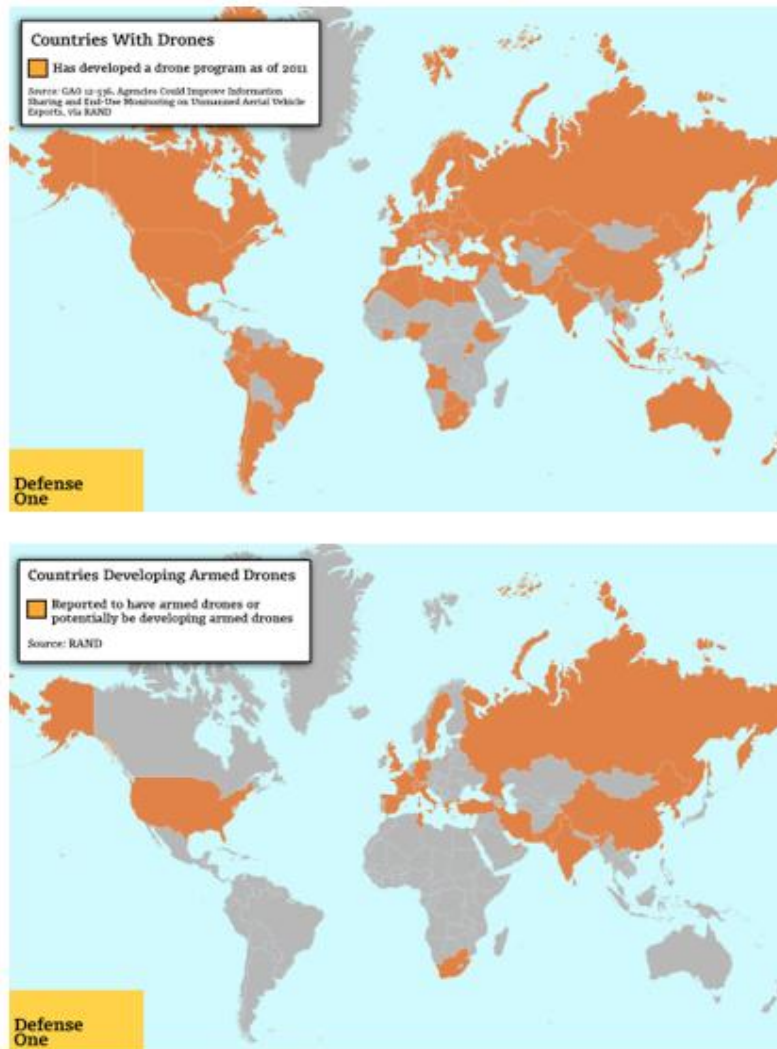 Countries With Drones
Has developed a drone program as of 2011
Source: GAO 12-536, Agencies Could Improve Information
Sharing and End-Use Monitoring on Unmanned Aerial Vehicle
Exports, via RAND
Defense
One
Countries Developing Armed Drones
Reported to have armed drones or
potentially be developing armed drones
Source: RAND
Defense
One